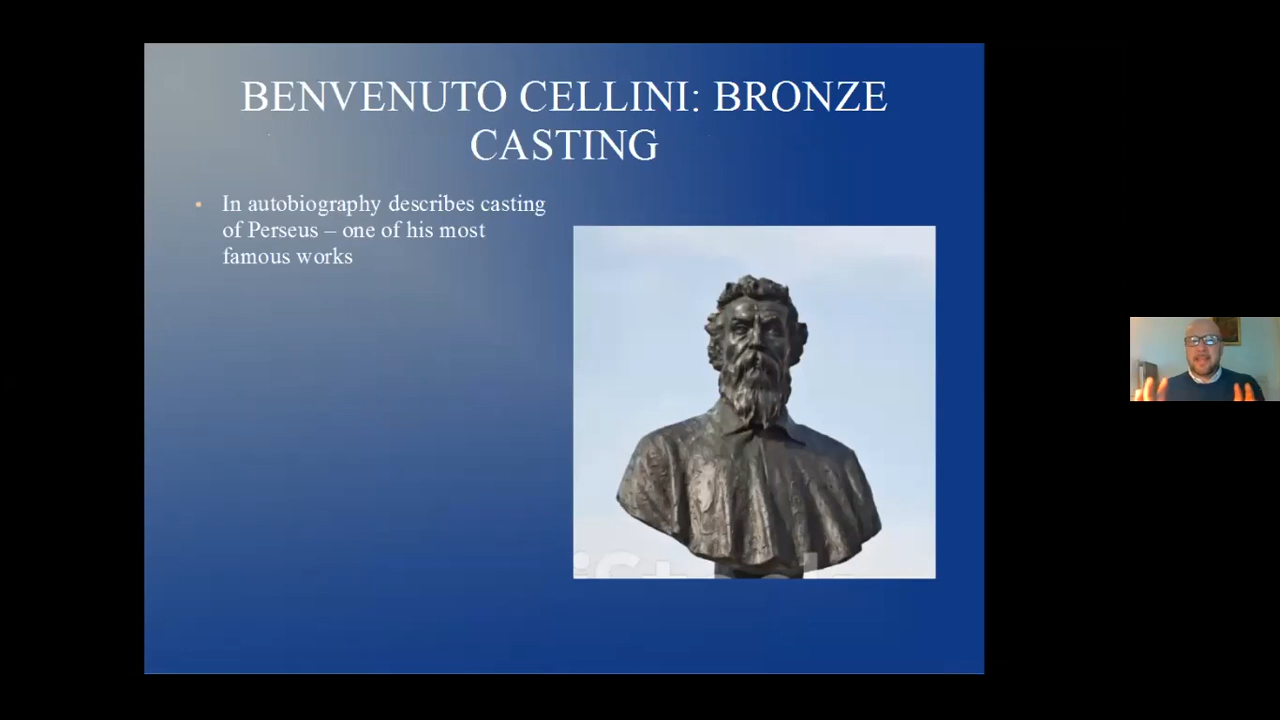 BENVENUTO CELLINI: BRONZE
CASTING
• In autobiography describes casting
of Perseus – one of his most
famous works